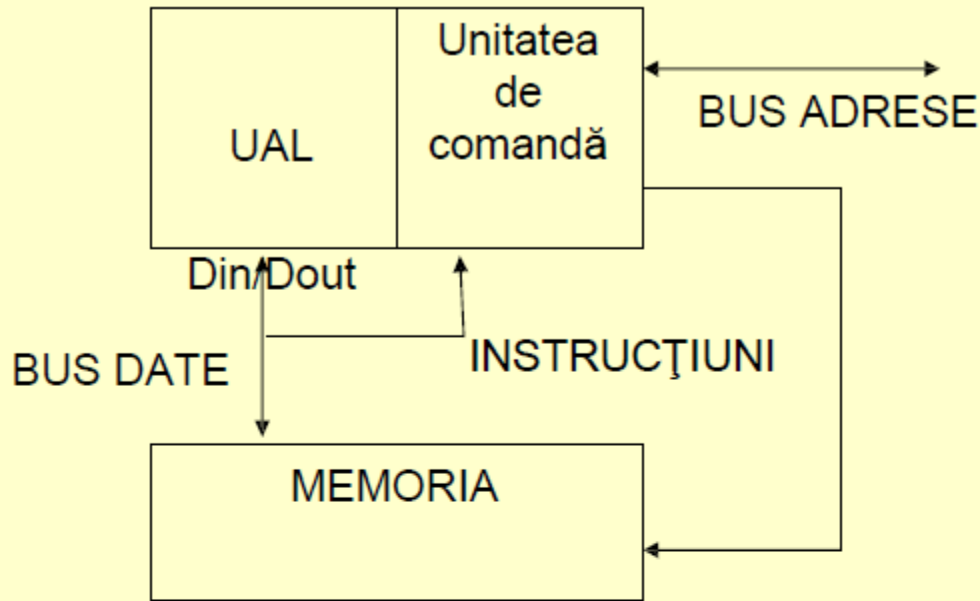 UAL
Unitatea
de
comandă
BUS ADRESE
Din/Dout
BUS DATE
INSTRUCŢIUNI
MEMORIA